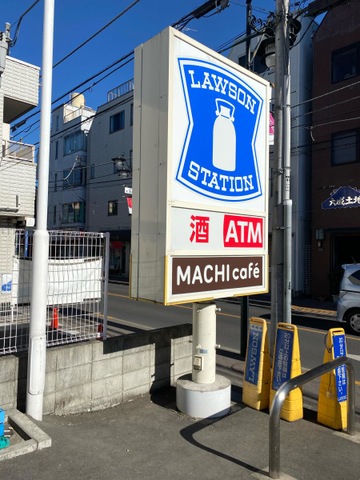 LAWSON
STATION
酒 ATM
MACHI café